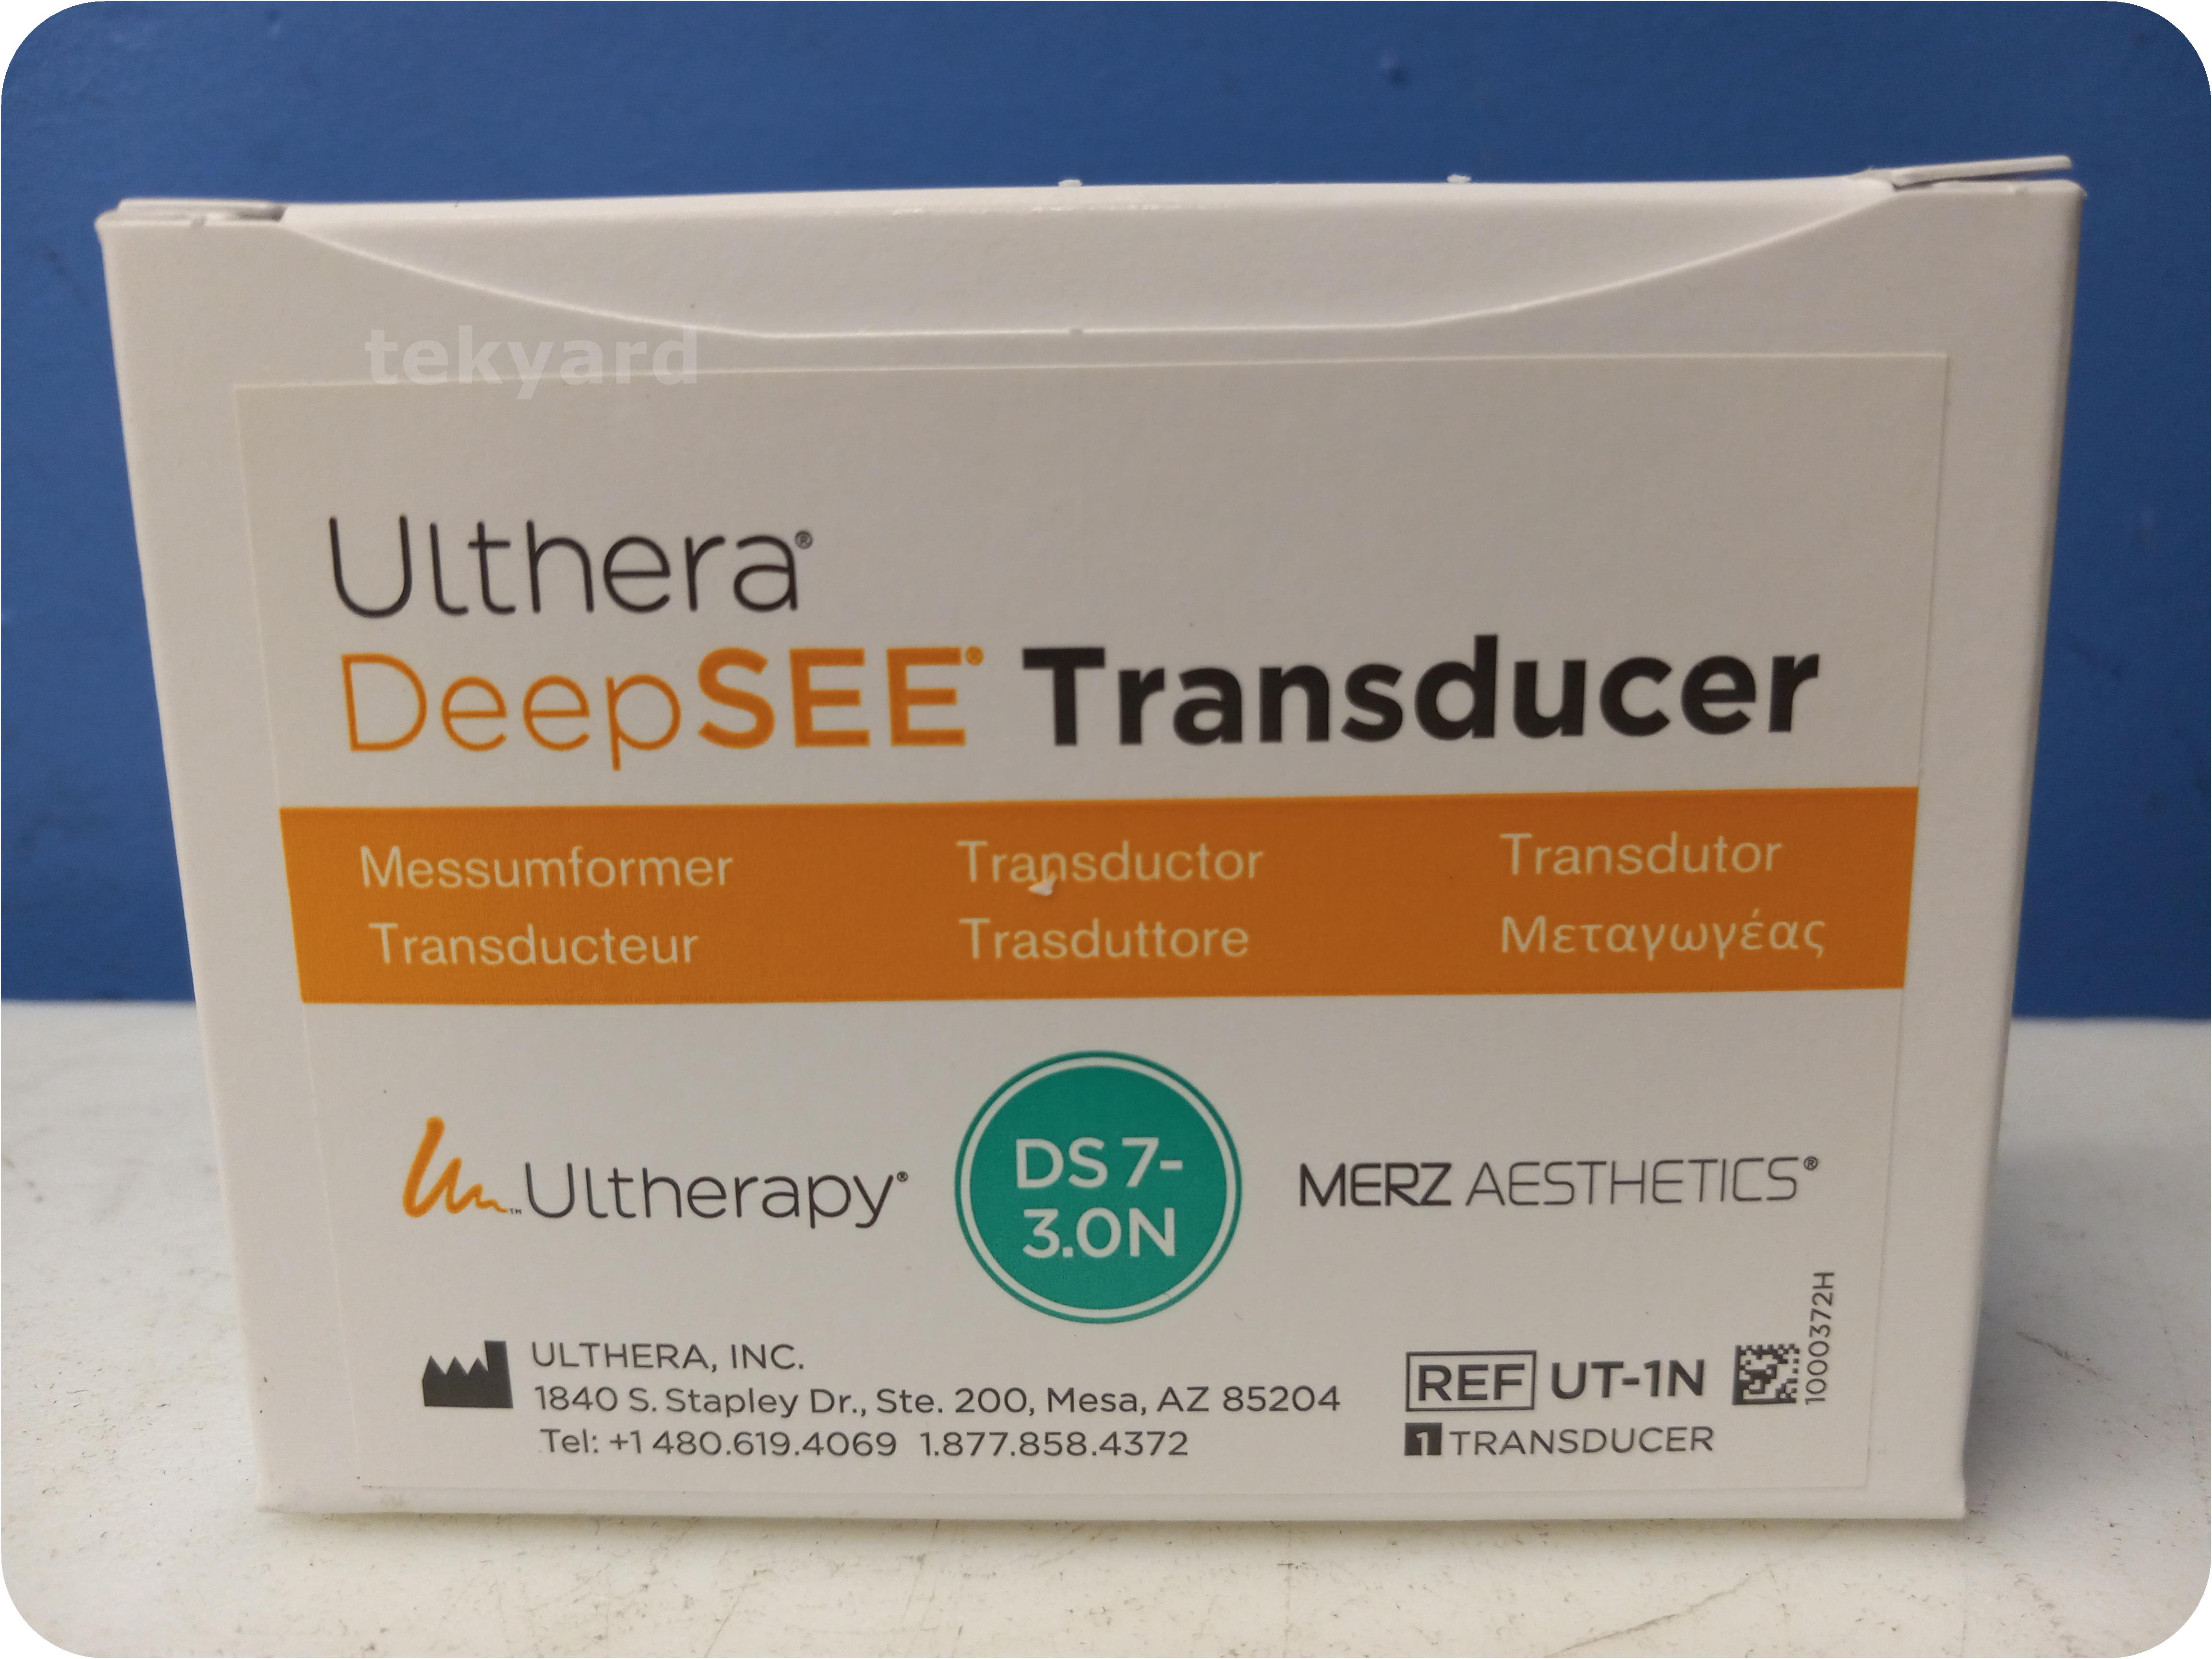 tekyard
Ulthera®
DeepSEE® Transducer
Messumformer Transductor Transdutor
Transducteur Trasduttore Μεταγωγέας
™ Ultherapy®
DS 7-
3.0N
MERZ AESTHETICS®
ULTHERA, INC.
1840 S. Stapley Dr., Ste. 200, Mesa, AZ 85204
Tel: +1 480.619.4069 1.877.858.4372
REF UT-1N
1 TRANSDUCER
1000372H